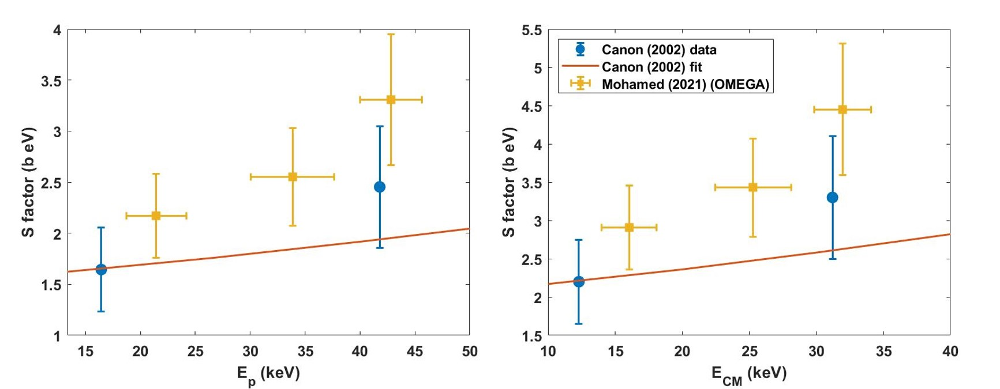 4
3.5
3
2.5
2
1.5
1
S factor (b eV)
15 20 25 30 35 40 45 50
E_p (keV)
5.5
5
4.5
4
3.5
3
2.5
2
1.5
S factor (b eV)
Canon (2002) data
Canon (2002) fit
Mohamed (2021) (OMEGA)
10 15 20 25 30 35 40
E_CM (keV)